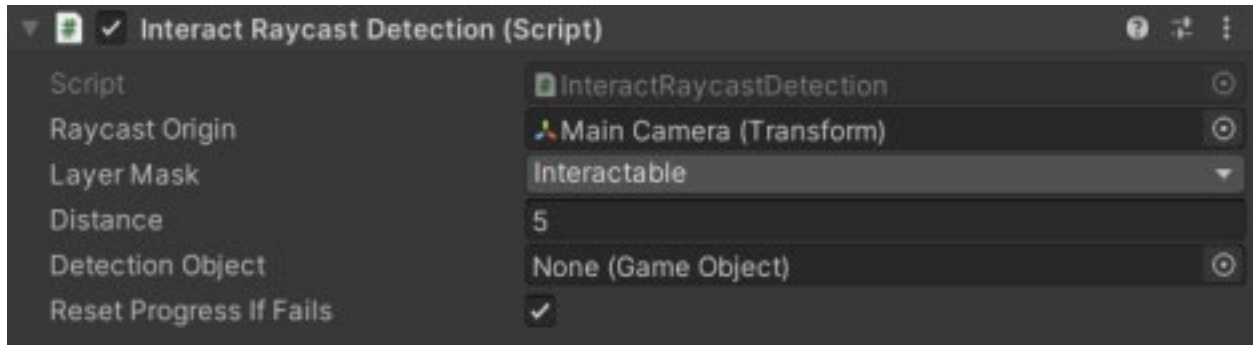 Interact Raycast Detection (Script)
Script InteractRaycastDetection
Raycast Origin Main Camera (Transform)
Layer Mask Interactable
Distance 5
Detection Object None (Game Object)
Reset Progress If Fails